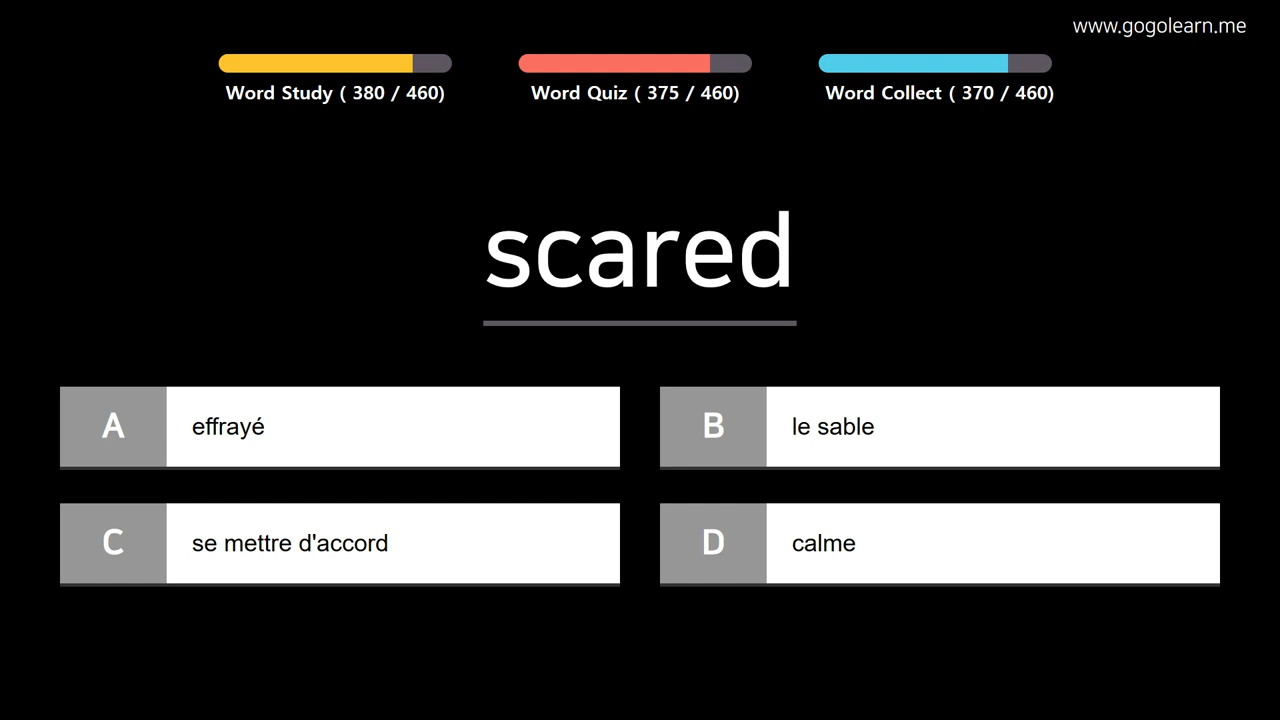 www.gogolearn.me
Word Study ( 380 / 460)
Word Quiz ( 375 / 460)
Word Collect ( 370 / 460)
scared
A effrayé
B le sable
C se mettre d'accord
D calme